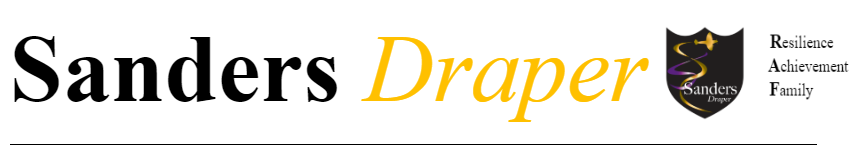 Sanders Draper
Sanders
Draper
Resilience
Achievement
Family